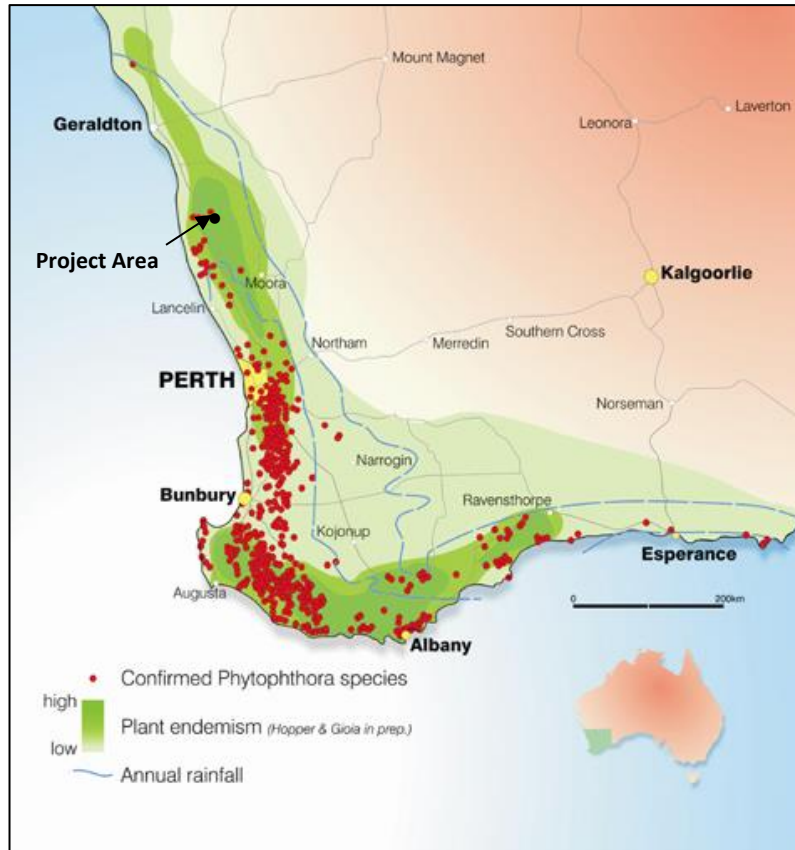 Mount Magnet
Laverton
Leonora
Geraldton
Project Area
Kalgoorlie
Moora
Lancelin
Southern Cross
Northam
Merredin
PERTH
Norseman
Narrogin
Bunbury
Ravensthorpe
Kojonup
Esperance
Augusta
0
200km
Albany
Confirmed Phytophthora species
high
Plant endemism (Hopper & Gioia in prep.)
low
Annual rainfall